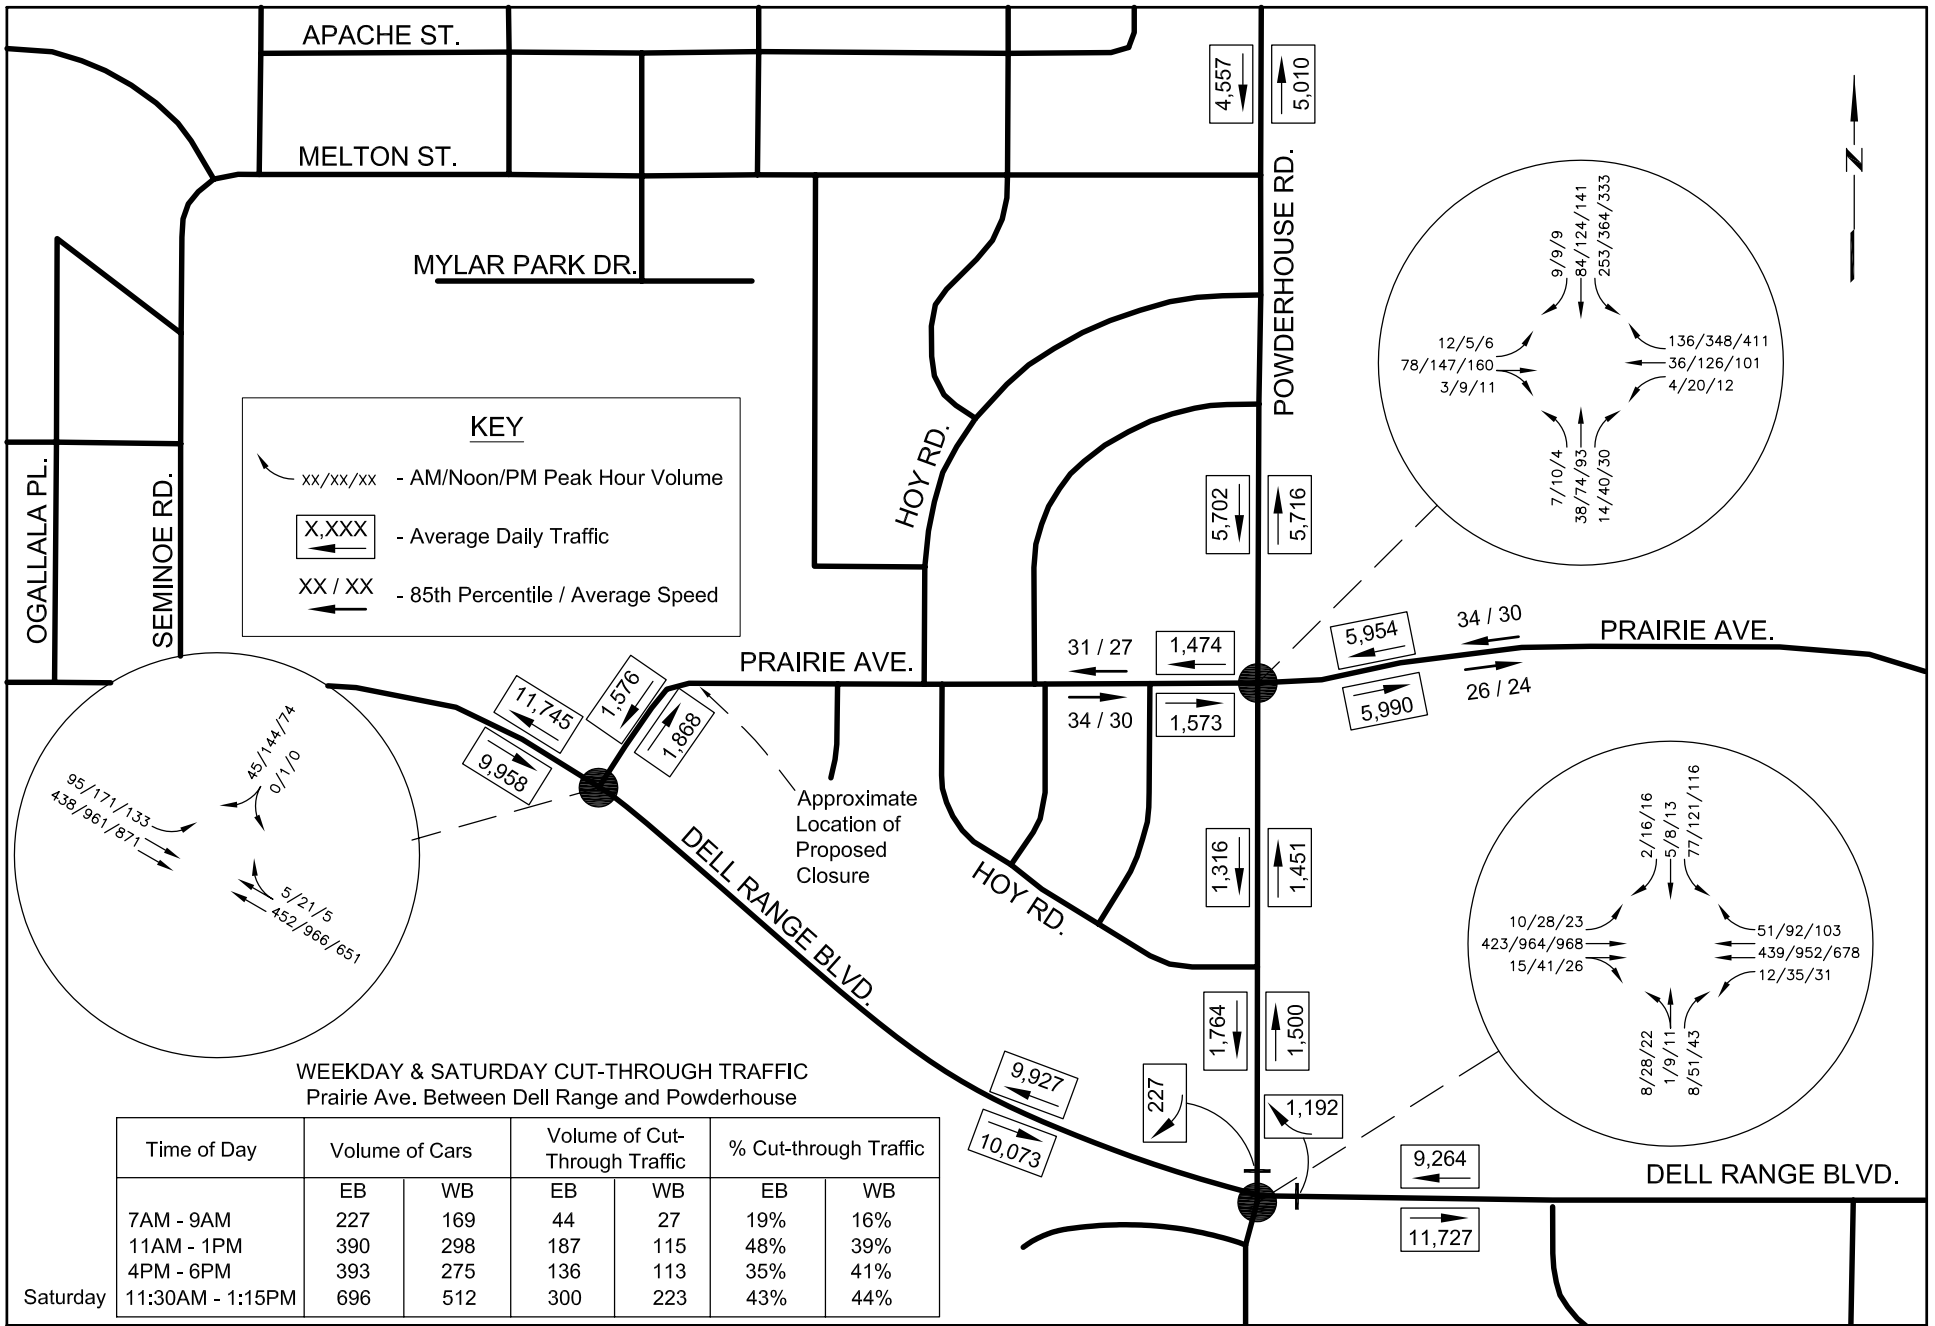 APACHE ST.
4,557
5,010
MELTON ST.
POWDERHOUSE RD.
N
MYLAR PARK DR.
9/9/9
84/124/141
253/364/333
12/5/6
78/147/160
3/9/11
136/348/411
36/126/101
4/20/12
7/10/4
38/74/93
14/40/30
KEY
xx/xx/xx - AM/Noon/PM Peak Hour Volume
X,XXX - Average Daily Traffic
XX / XX - 85th Percentile / Average Speed
OGALLALA PL.
SEMINOE RD.
HOY RD.
5,702
5,716
PRAIRIE AVE.
31 / 27
1,474
34 / 30
1,573
5,954
34 / 30
5,990
26 / 24
PRAIRIE AVE.
11,745
9,958
1,576
1,868
45/144/74
0/1/0
95/171/133
438/961/871
5/21/5
452/966/651
Approximate
Location of
Proposed
Closure
DELL RANGE BLVD.
HOY RD.
1,316
1,451
2/16/16
5/8/13
77/121/116
10/28/23
423/964/968
15/41/26
51/92/103
439/952/678
12/35/31
8/28/22
1/9/11
8/51/43
1,764
1,500
9,927
10,073
227
1,192
9,264
11,727
DELL RANGE BLVD.
WEEKDAY & SATURDAY CUT-THROUGH TRAFFIC
Prairie Ave. Between Dell Range and Powderhouse
Time of Day Volume of Cars Volume of Cut- % Cut-through Traffic
Through Traffic
EB WB EB WB EB WB
7AM - 9AM 227 169 44 27 19% 16%
11AM - 1PM 390 298 187 115 48% 39%
4PM - 6PM 393 275 136 113 35% 41%
Saturday 11:30AM - 1:15PM 696 512 300 223 43% 44%